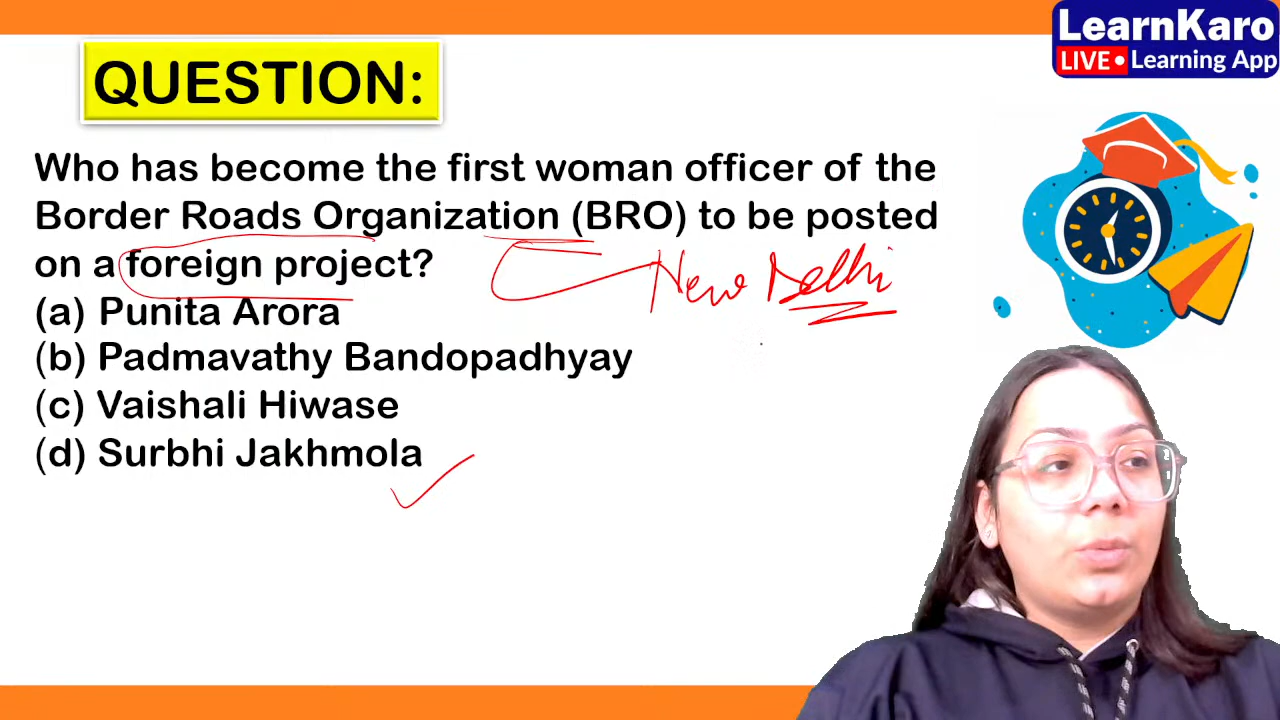 LearnKaro
LIVE • Learning App
QUESTION:
Who has become the first woman officer of the
Border Roads Organization (BRO) to be posted
on a foreign project?
New Delhi
(a) Punita Arora
(b) Padmavathy Bandopadhyay
(c) Vaishali Hiwase
(d) Surbhi Jakhmola